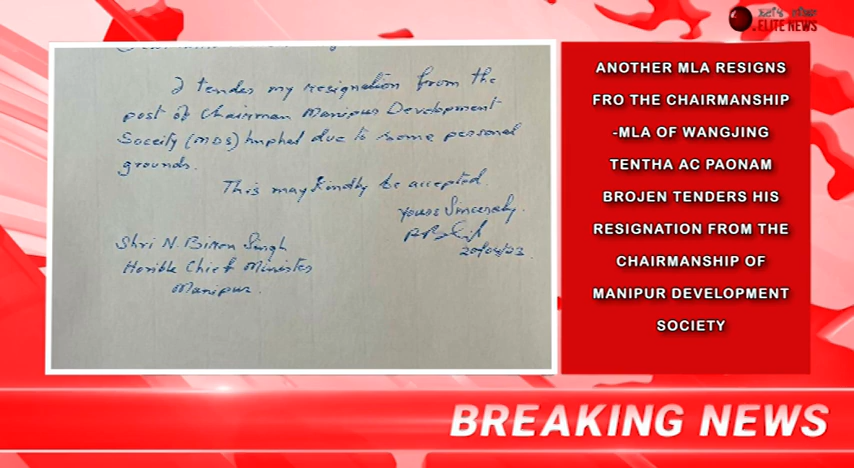 ELITE NEWS
I tender my resignation from the
post of Chairman Manipur Development
Soceity (MDS) Imphal due to some personal
grounds.
This may kindly be accepted.
Yours Sincerely,
20/04/23
Shri N. Biren Singh
Hon'ble Chief Minister
Manipur.
ANOTHER MLA RESIGNS
FRO THE CHAIRMANSHIP
-MLA OF WANGJING
TENTHA AC PAONAM
BROJEN TENDERS HIS
RESIGNATION FROM THE
CHAIRMANSHIP OF
MANIPUR DEVELOPMENT
SOCIETY
BREAKING NEWS